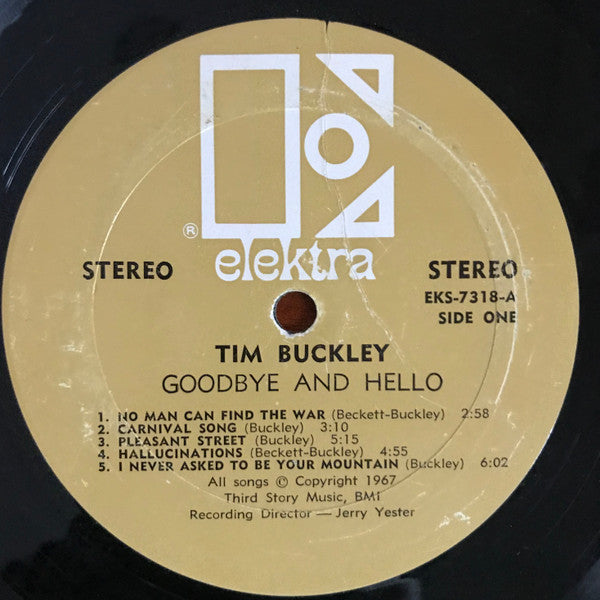 ®
elektra
STEREO
STEREO
EKS-7318-A
SIDE ONE
TIM BUCKLEY
GOODBYE AND HELLO
1. NO MAN CAN FIND THE WAR (Beckett-Buckley) 2:58
2. CARNIVAL SONG (Buckley) 3:10
3. PLEASANT STREET (Buckley) 5:15
4. HALLUCINATIONS (Beckett-Buckley) 4:55
5. I NEVER ASKED TO BE YOUR MOUNTAIN (Buckley) 6:02
All songs © Copyright 1967
Third Story Music, BMI
Recording Director — Jerry Yester